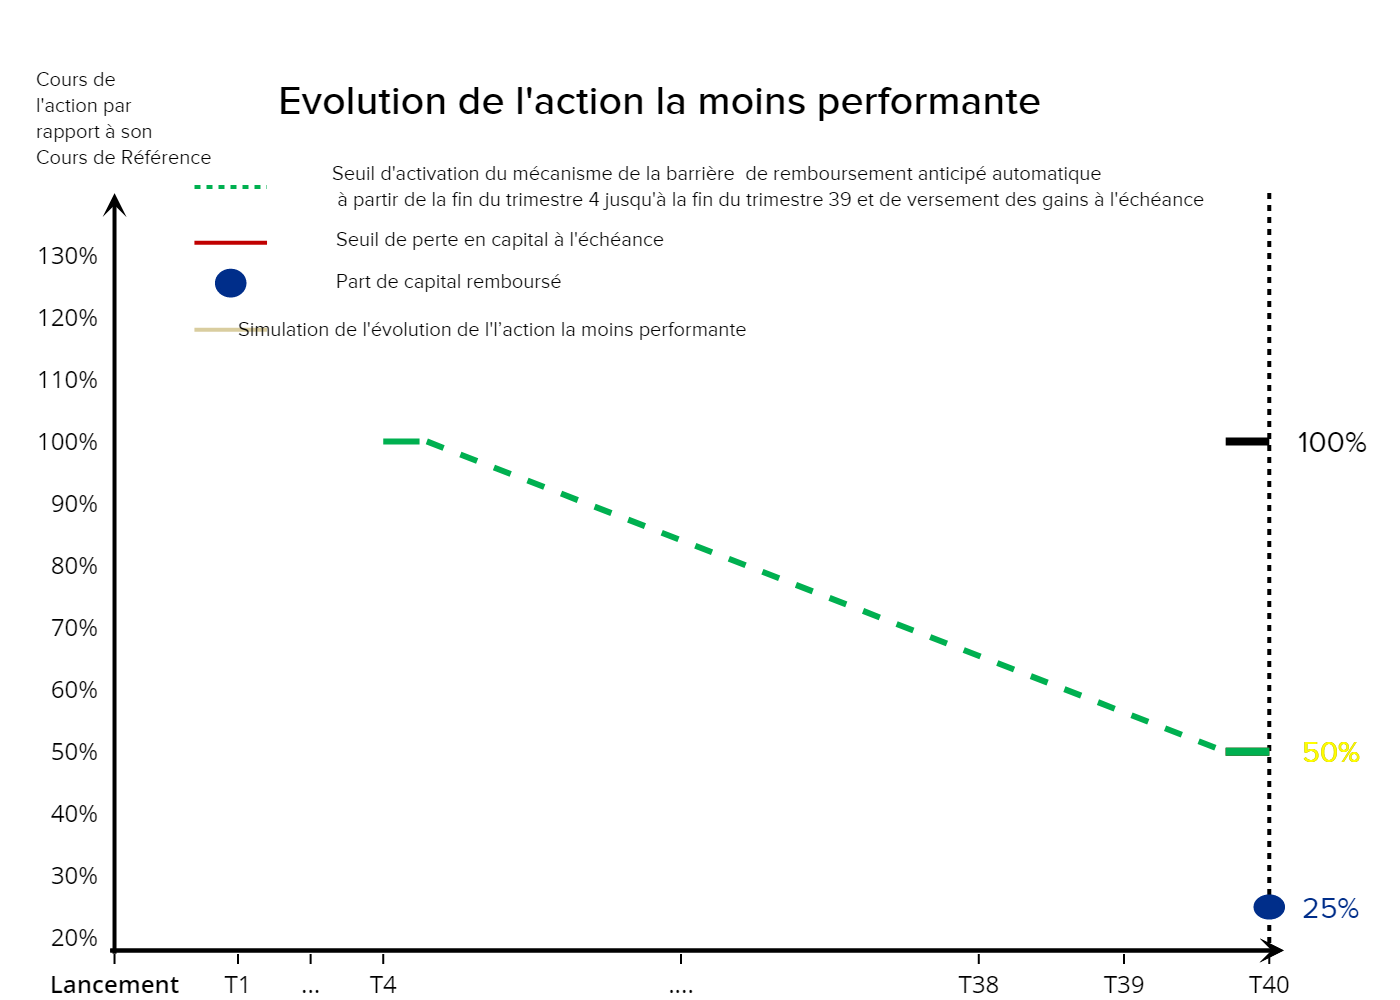 Cours de
l'action par
rapport à son
Cours de Référence
Evolution de l'action la moins performante
Seuil d'activation du mécanisme de la barrière  de remboursement anticipé automatique
à partir de la fin du trimestre 4 jusqu'à la fin du trimestre 39 et de versement des gains à l'échéance
Seuil de perte en capital à l'échéance
Part de capital remboursé
Simulation de l'évolution de l'l’action la moins performante
130%
120%
110%
100%
90%
80%
70%
60%
50%
40%
30%
20%
100%
50%
25%
Lancement T1 ... T4 .... T38 T39 T40